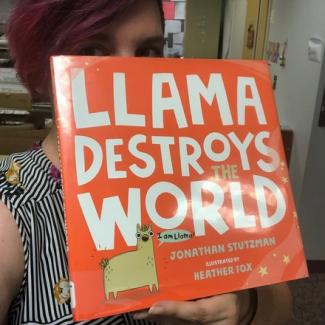 LLAMA
DESTROYS
THE
WORLD
I am Llama!
JONATHAN STUTZMAN
ILLUSTRATED BY
HEATHER FOX